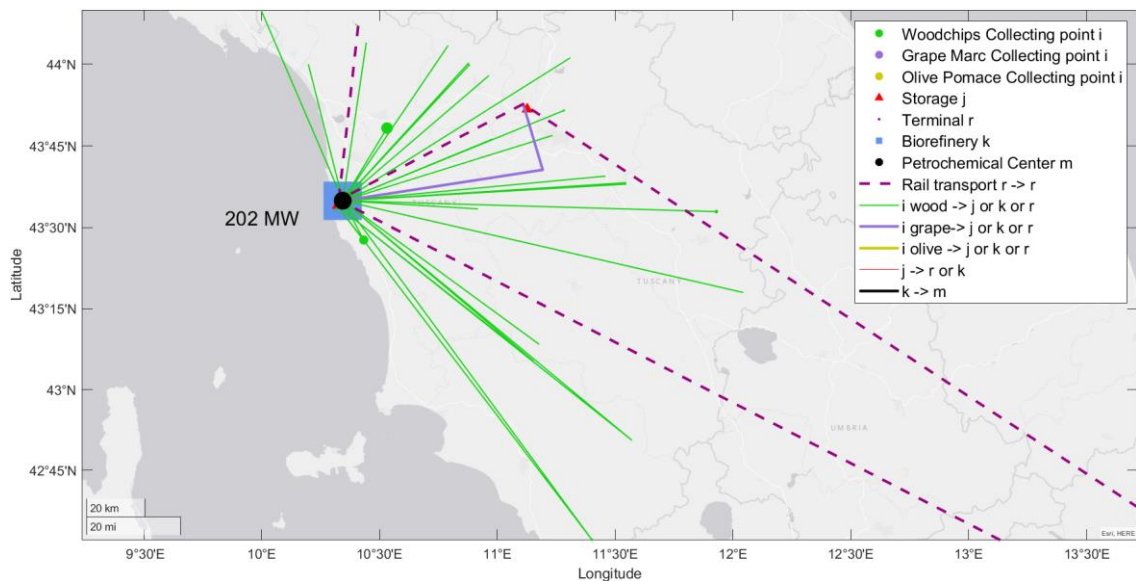 44°N
43°45'N
43°30'N
43°15'N
43°N
42°45'N
Latitude
202 MW
TUSCANY
TUSCANY
UMBRIA
Woodchips Collecting point i
Grape Marc Collecting point i
Olive Pomace Collecting point i
Storage j
Terminal r
Biorefinery k
Petrochemical Center m
Rail transport r -> r
i wood -> j or k or r
i grape-> j or k or r
i olive -> j or k or r
j -> r or k
k -> m
20 km
20 mi
Esri, HERE
9°30'E
10°E
10°30'E
11°E
11°30'E
12°E
12°30'E
13°E
13°30'E
Longitude